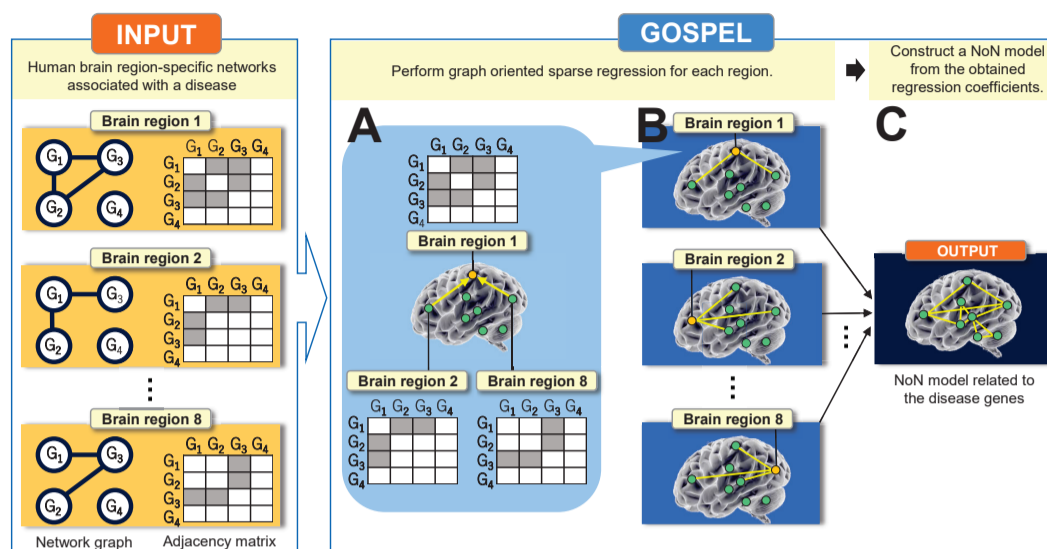 INPUT
Human brain region-specific networks
associated with a disease
Brain region 1
G1 G3
G2 G4
G1 G2 G3 G4
G1
G2
G3
G4
Brain region 2
G1 G3
G2 G4
G1 G2 G3 G4
G1
G2
G3
G4
⋮
Brain region 8
G1 G3
G2 G4
G1 G2 G3 G4
G1
G2
G3
G4
Network graph
Adjacency matrix
GOSPEL
Perform graph oriented sparse regression for each region.
Construct a NoN model
from the obtained
regression coefficients.
A
G1 G2 G3 G4
G1
G2
G3
G4
Brain region 1
Brain region 2
G1 G2 G3 G4
G1
G2
G3
G4
Brain region 8
G1 G2 G3 G4
G1
G2
G3
G4
B
Brain region 1
Brain region 2
⋮
Brain region 8
C
⋮
OUTPUT
NoN model related to
the disease genes